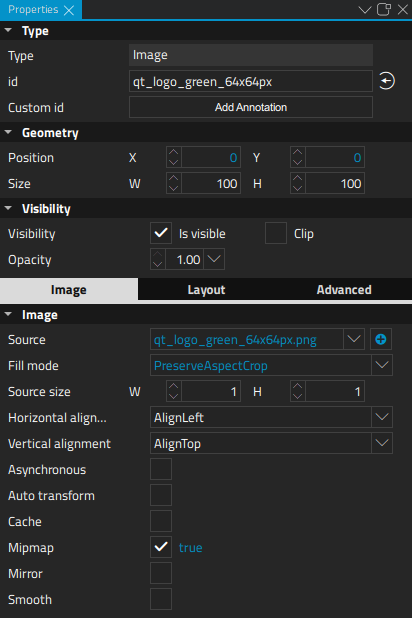 Properties
Type
Type Image
id qt_logo_green_64x64px
Custom id Add Annotation
Geometry
Position X 0 Y 0
Size W 100 H 100
Visibility
Visibility Is visible Clip
Opacity 1.00
Image Layout Advanced
Image
Source qt_logo_green_64x64px.png
Fill mode PreserveAspectCrop
Source size W 1 H 1
Horizontal align... AlignLeft
Vertical alignment AlignTop
Asynchronous
Auto transform
Cache
Mipmap true
Mirror
Smooth